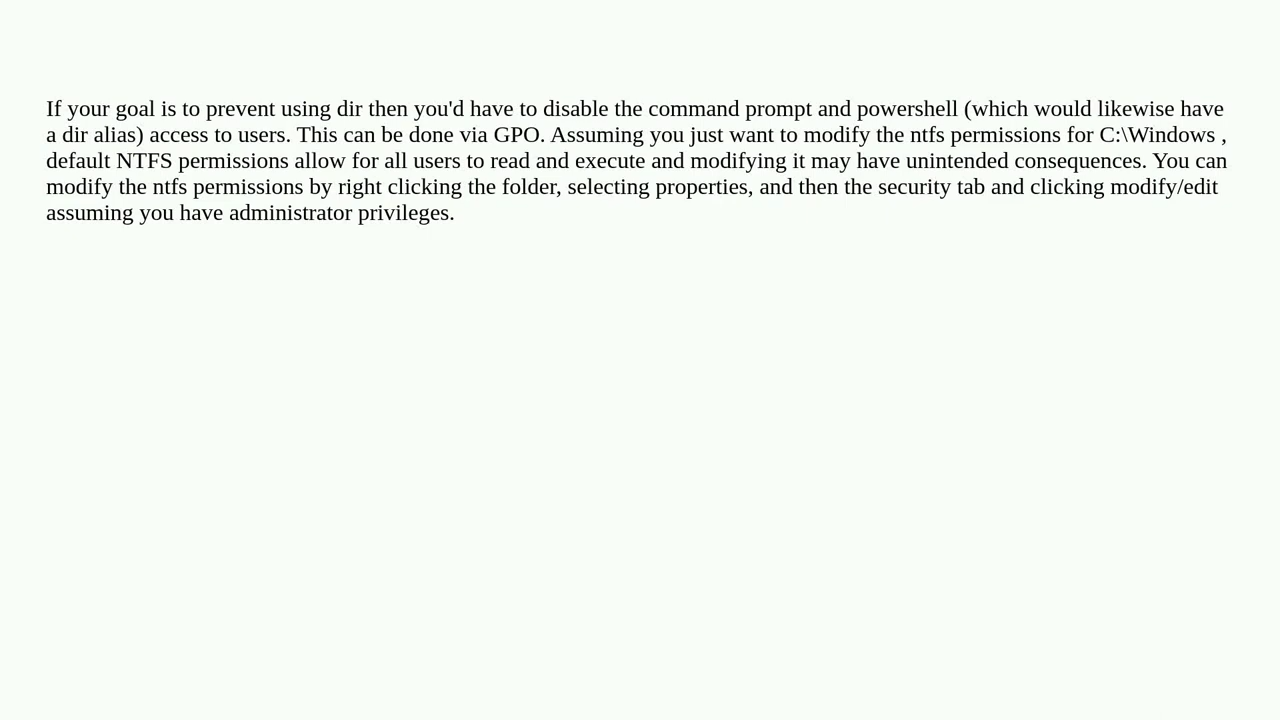 If your goal is to prevent using dir then you'd have to disable the command prompt and powershell (which would likewise have
a dir alias) access to users. This can be done via GPO. Assuming you just want to modify the ntfs permissions for C:\Windows ,
default NTFS permissions allow for all users to read and execute and modifying it may have unintended consequences. You can
modify the ntfs permissions by right clicking the folder, selecting properties, and then the security tab and clicking modify/edit
assuming you have administrator privileges.